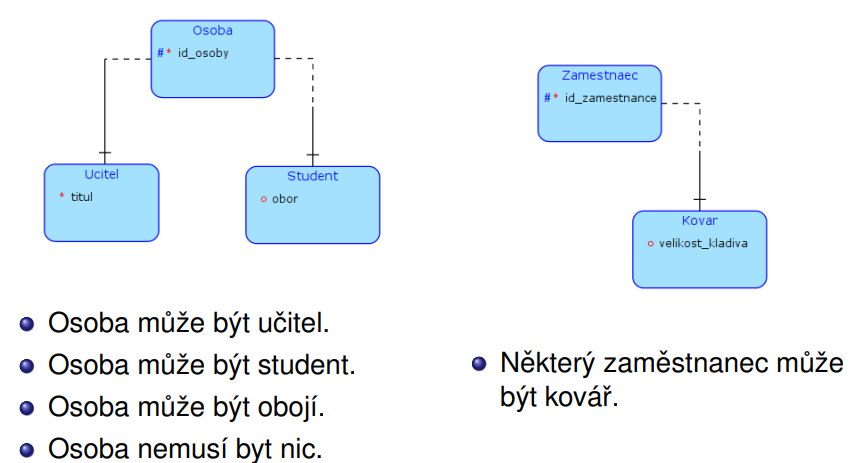 Osoba
#* id_osoby
Ucitel
* titul
Student
o obor
Zamestnaec
#* id_zamestnance
Kovar
o velikost_kladiva
Osoba může být učitel.
Osoba může být student.
Osoba může být obojí.
Osoba nemusí byt nic.
Některý zaměstnanec může
být kovář.